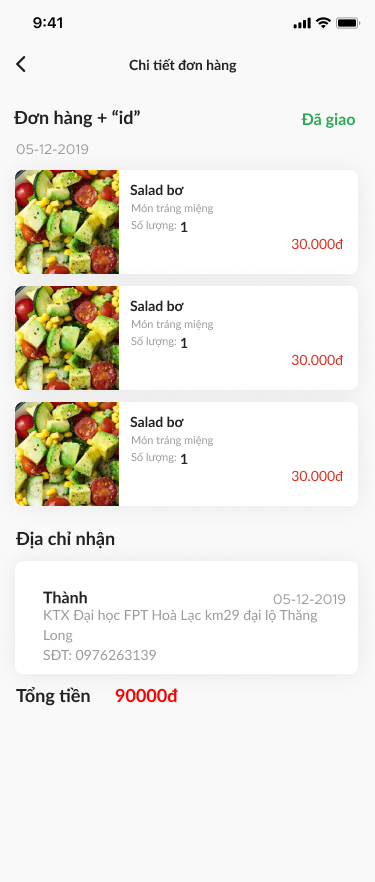 9:41
Chi tiết đơn hàng
Đơn hàng + “id”
Đã giao
05-12-2019
Salad bơ
Món tráng miệng
Số lượng: 1
30.000đ
Salad bơ
Món tráng miệng
Số lượng: 1
30.000đ
Salad bơ
Món tráng miệng
Số lượng: 1
30.000đ
Địa chỉ nhận
Thành
05-12-2019
KTX Đại học FPT Hoà Lạc km29 đại lộ Thăng
Long
SĐT: 0976263139
Tổng tiền 90000đ